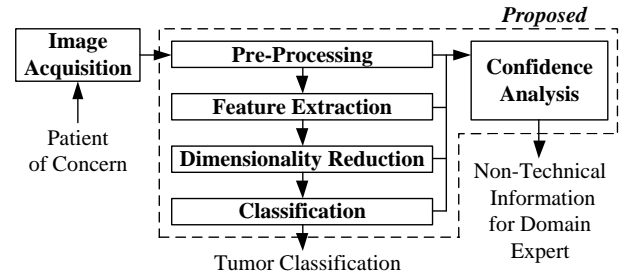 Proposed
Image
Acquisition
Pre-Processing
Feature Extraction
Dimensionality Reduction
Classification
Confidence
Analysis
Patient
of Concern
Non-Technical
Information
for Domain
Expert
Tumor Classification